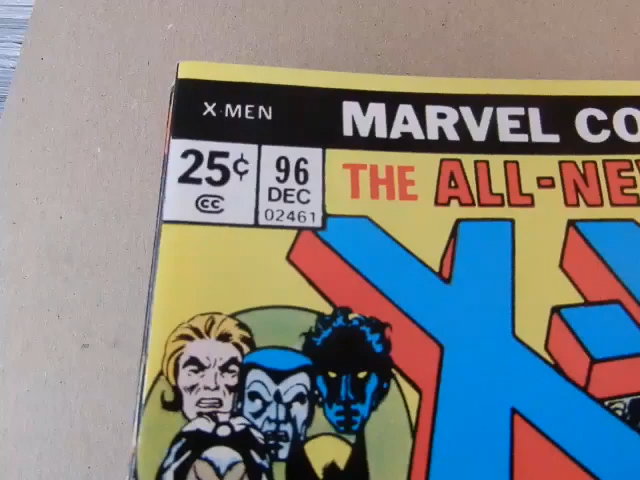 X·MEN
MARVEL CO
25¢
96
DEC
CC
02461
THE ALL-NE
X